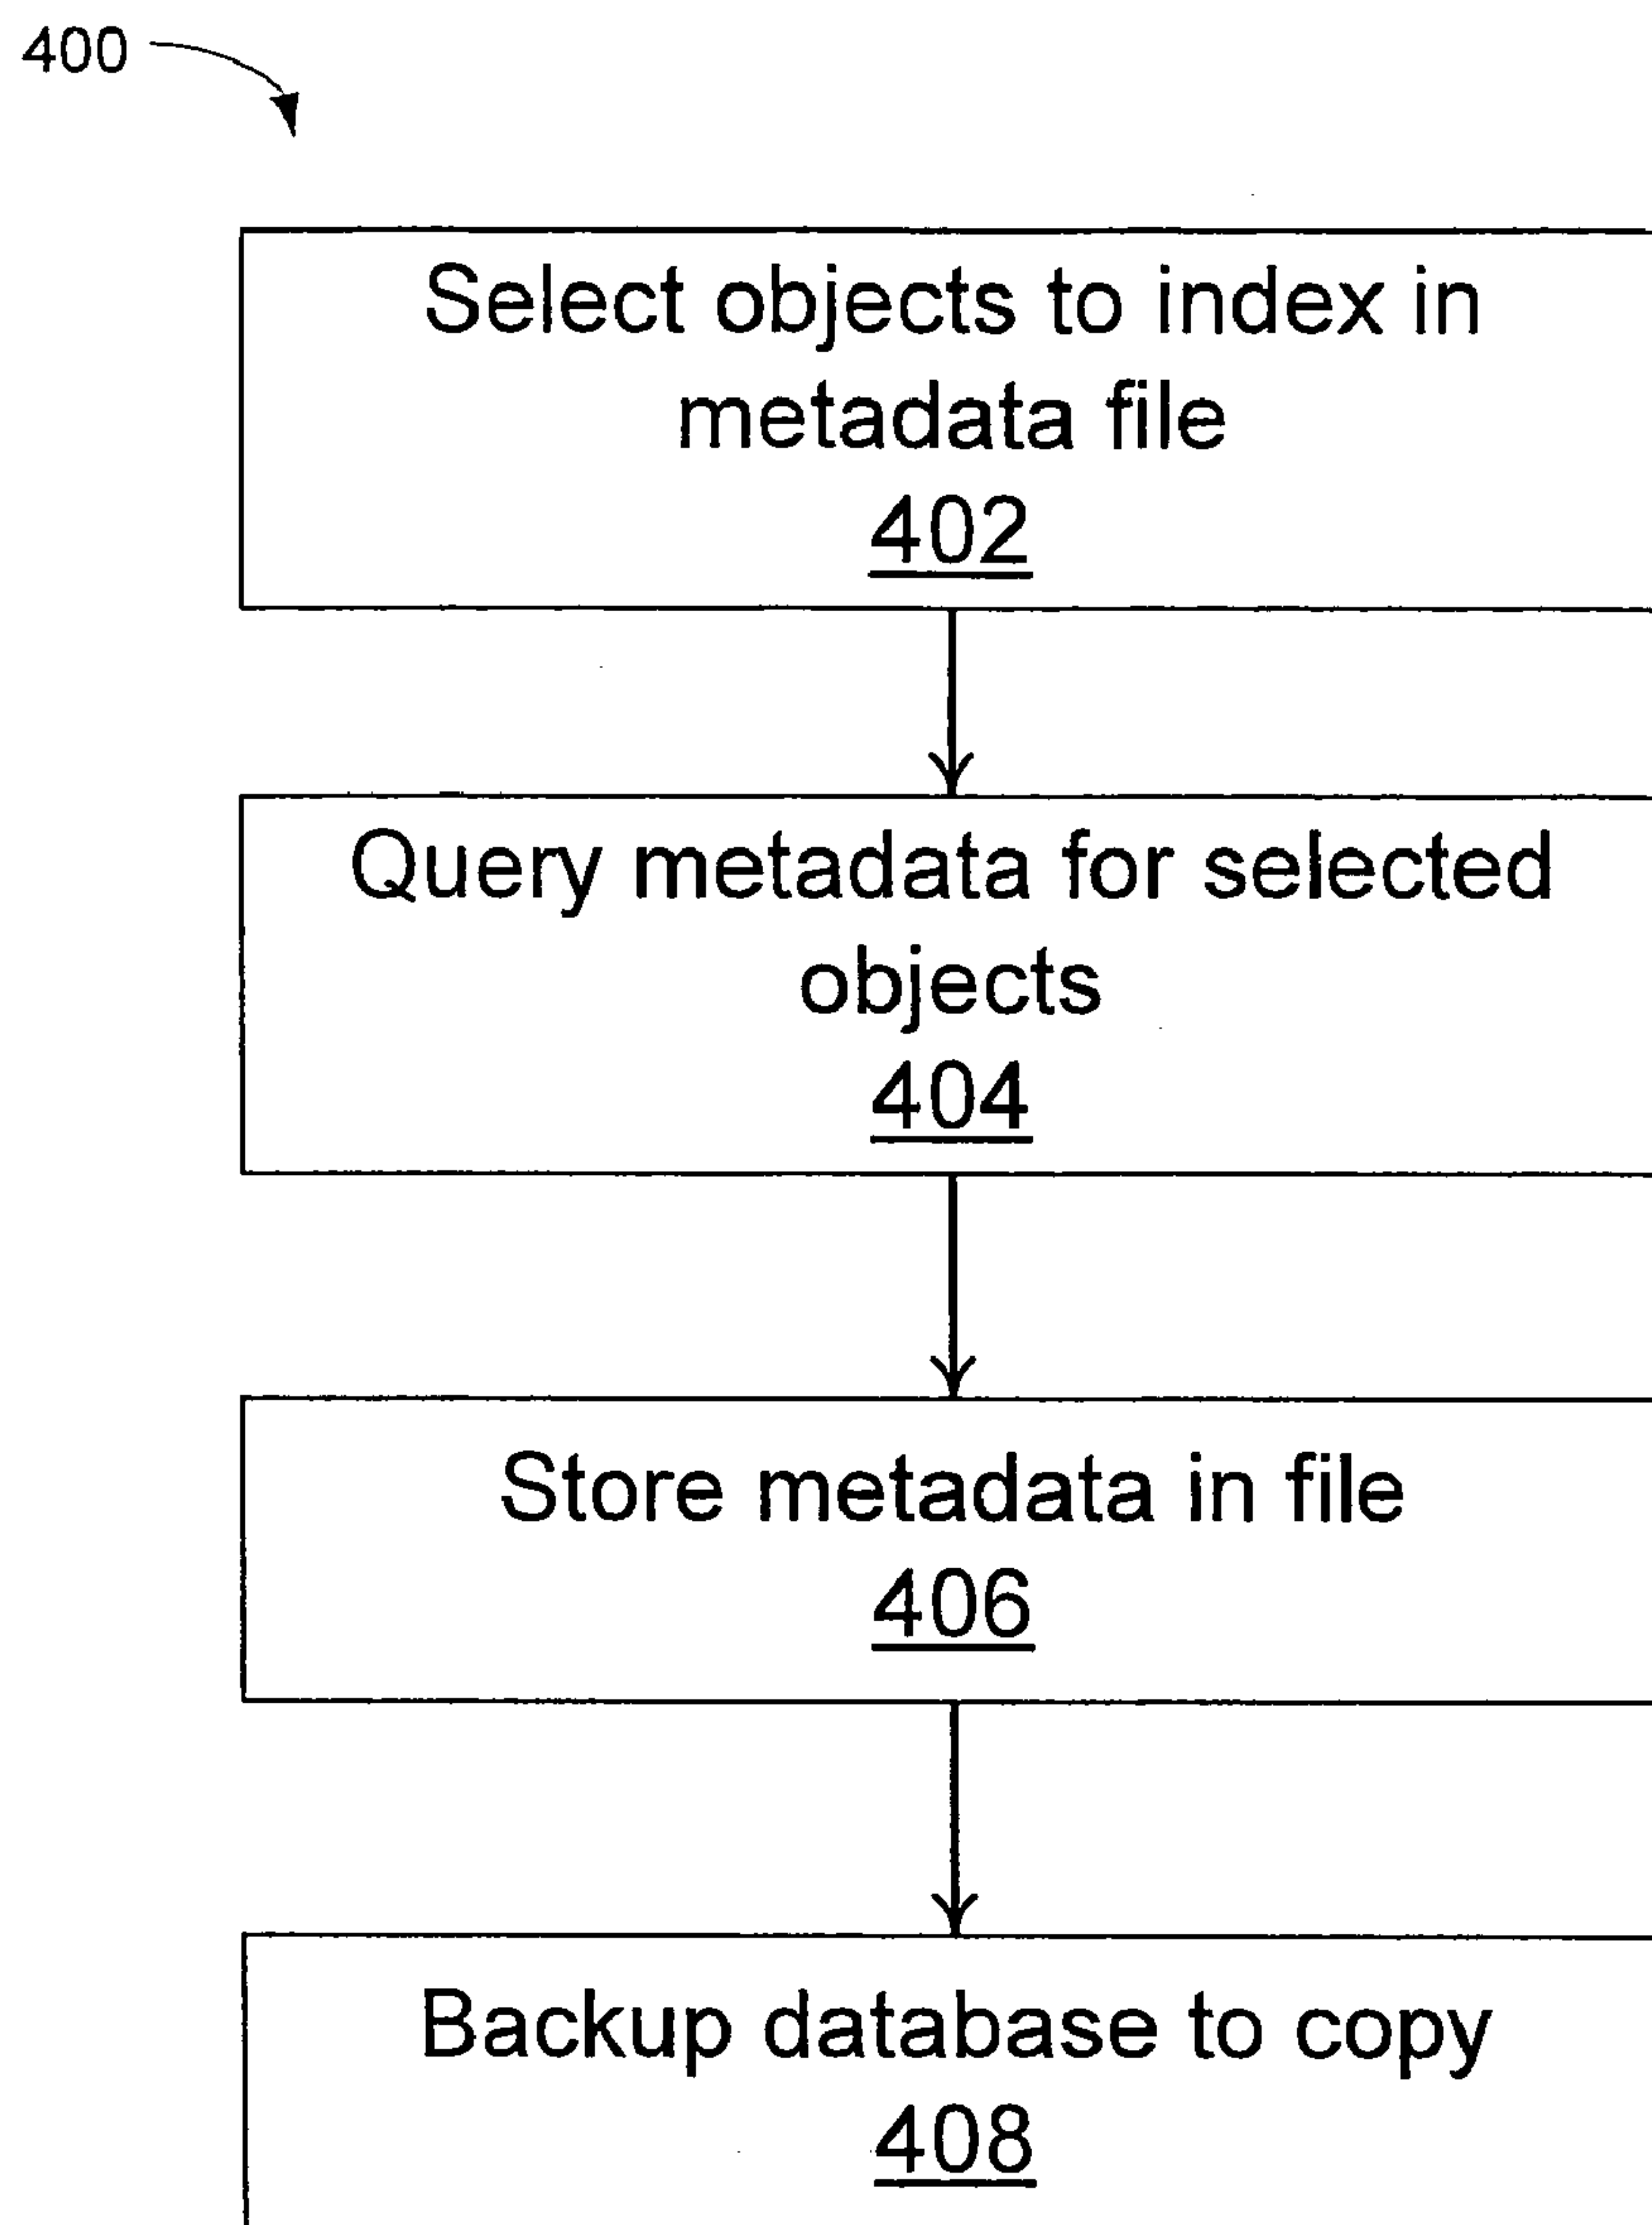 400
Select objects to index in
metadata file
402
Query metadata for selected
objects
404
Store metadata in file
406
Backup database to copy
408